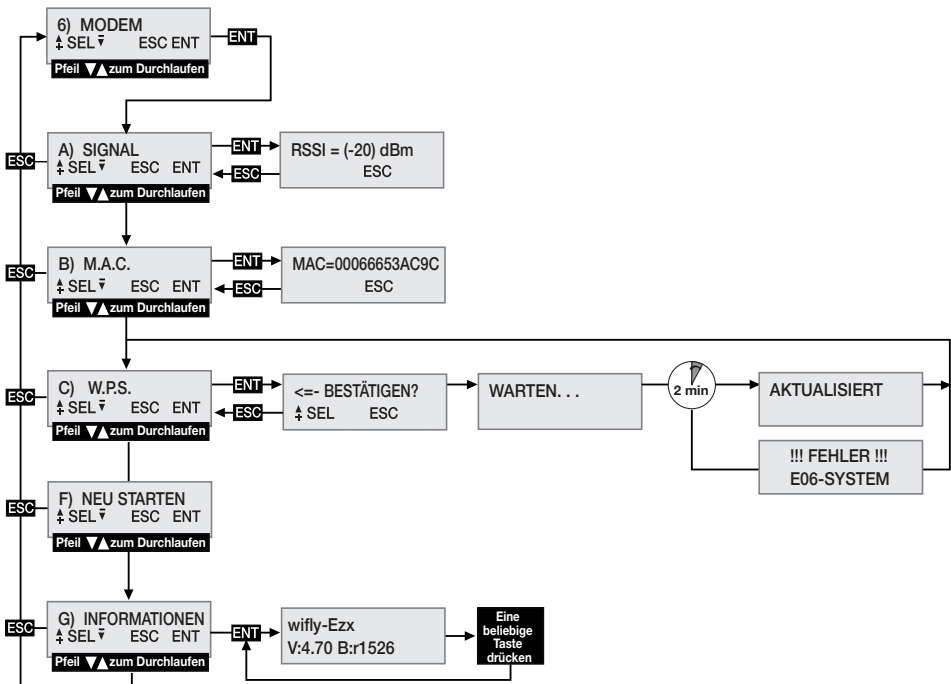 6) MODEM
SEL ESC ENT
Pfeil zum Durchlaufen
ENT
ESC
A) SIGNAL
SEL ESC ENT
Pfeil zum Durchlaufen
ENT
ESC
RSSI = (-20) dBm
ESC
ESC
B) M.A.C.
SEL ESC ENT
Pfeil zum Durchlaufen
ENT
ESC
MAC=00066653AC9C
ESC
ESC
C) W.P.S.
SEL ESC ENT
Pfeil zum Durchlaufen
ENT
ESC
<=- BESTÄTIGEN?
SEL ESC
WARTEN. . .
2 min
AKTUALISIERT
!!! FEHLER !!!
E06-SYSTEM
ESC
F) NEU STARTEN
SEL ESC ENT
Pfeil zum Durchlaufen
ESC
G) INFORMATIONEN
SEL ESC ENT
Pfeil zum Durchlaufen
ENT
wifly-Ezx
V:4.70 B:r1526
Eine
beliebige
Taste
drücken